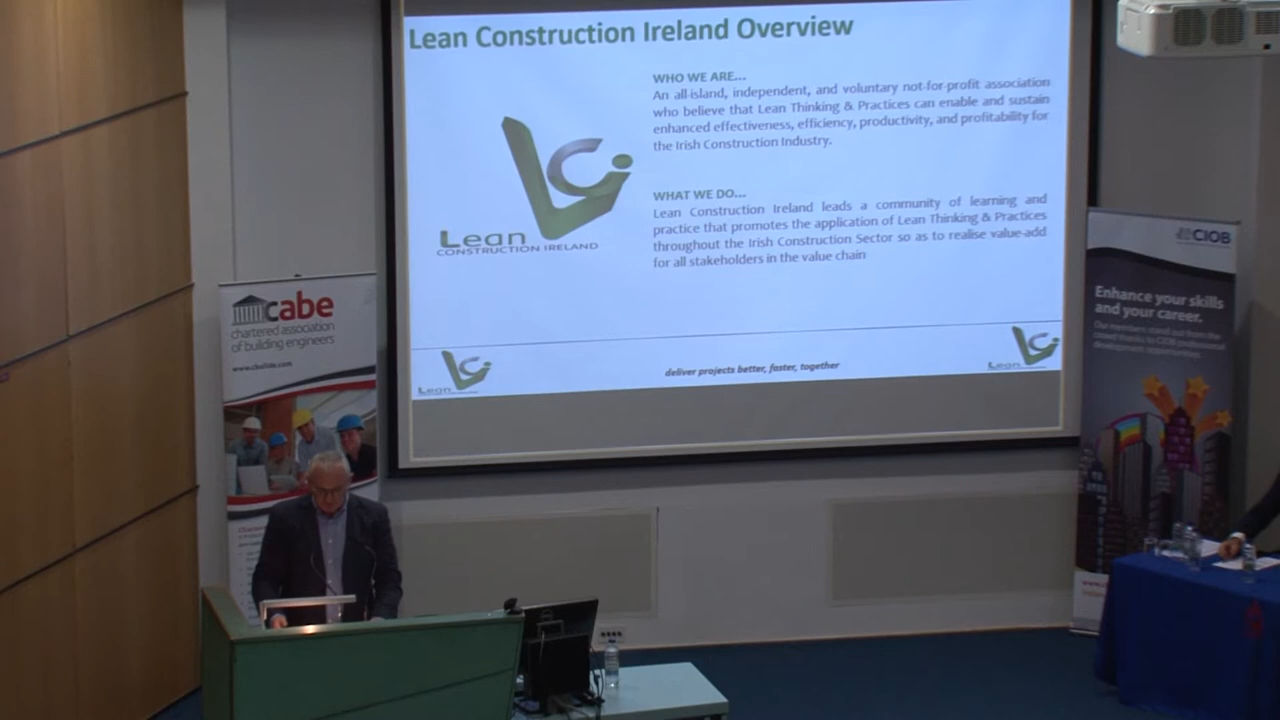 Lean Construction Ireland Overview
WHO WE ARE...
An all-island, independent, and voluntary not-for-profit association
who believe that Lean Thinking & Practices can enable and sustain
enhanced effectiveness, efficiency, productivity, and profitability for
the Irish Construction Industry.
WHAT WE DO...
Lean Construction Ireland leads a community of learning and
practice that promotes the application of Lean Thinking & Practices
throughout the Irish Construction Sector so as to realise value-add
for all stakeholders in the value chain
LCi
Lean
CONSTRUCTION IRELAND
LCi
Lean
deliver projects better, faster, together
LCi
Lean
cabe
chartered association
of building engineers
CIOB
Enhance your skills
and your career.